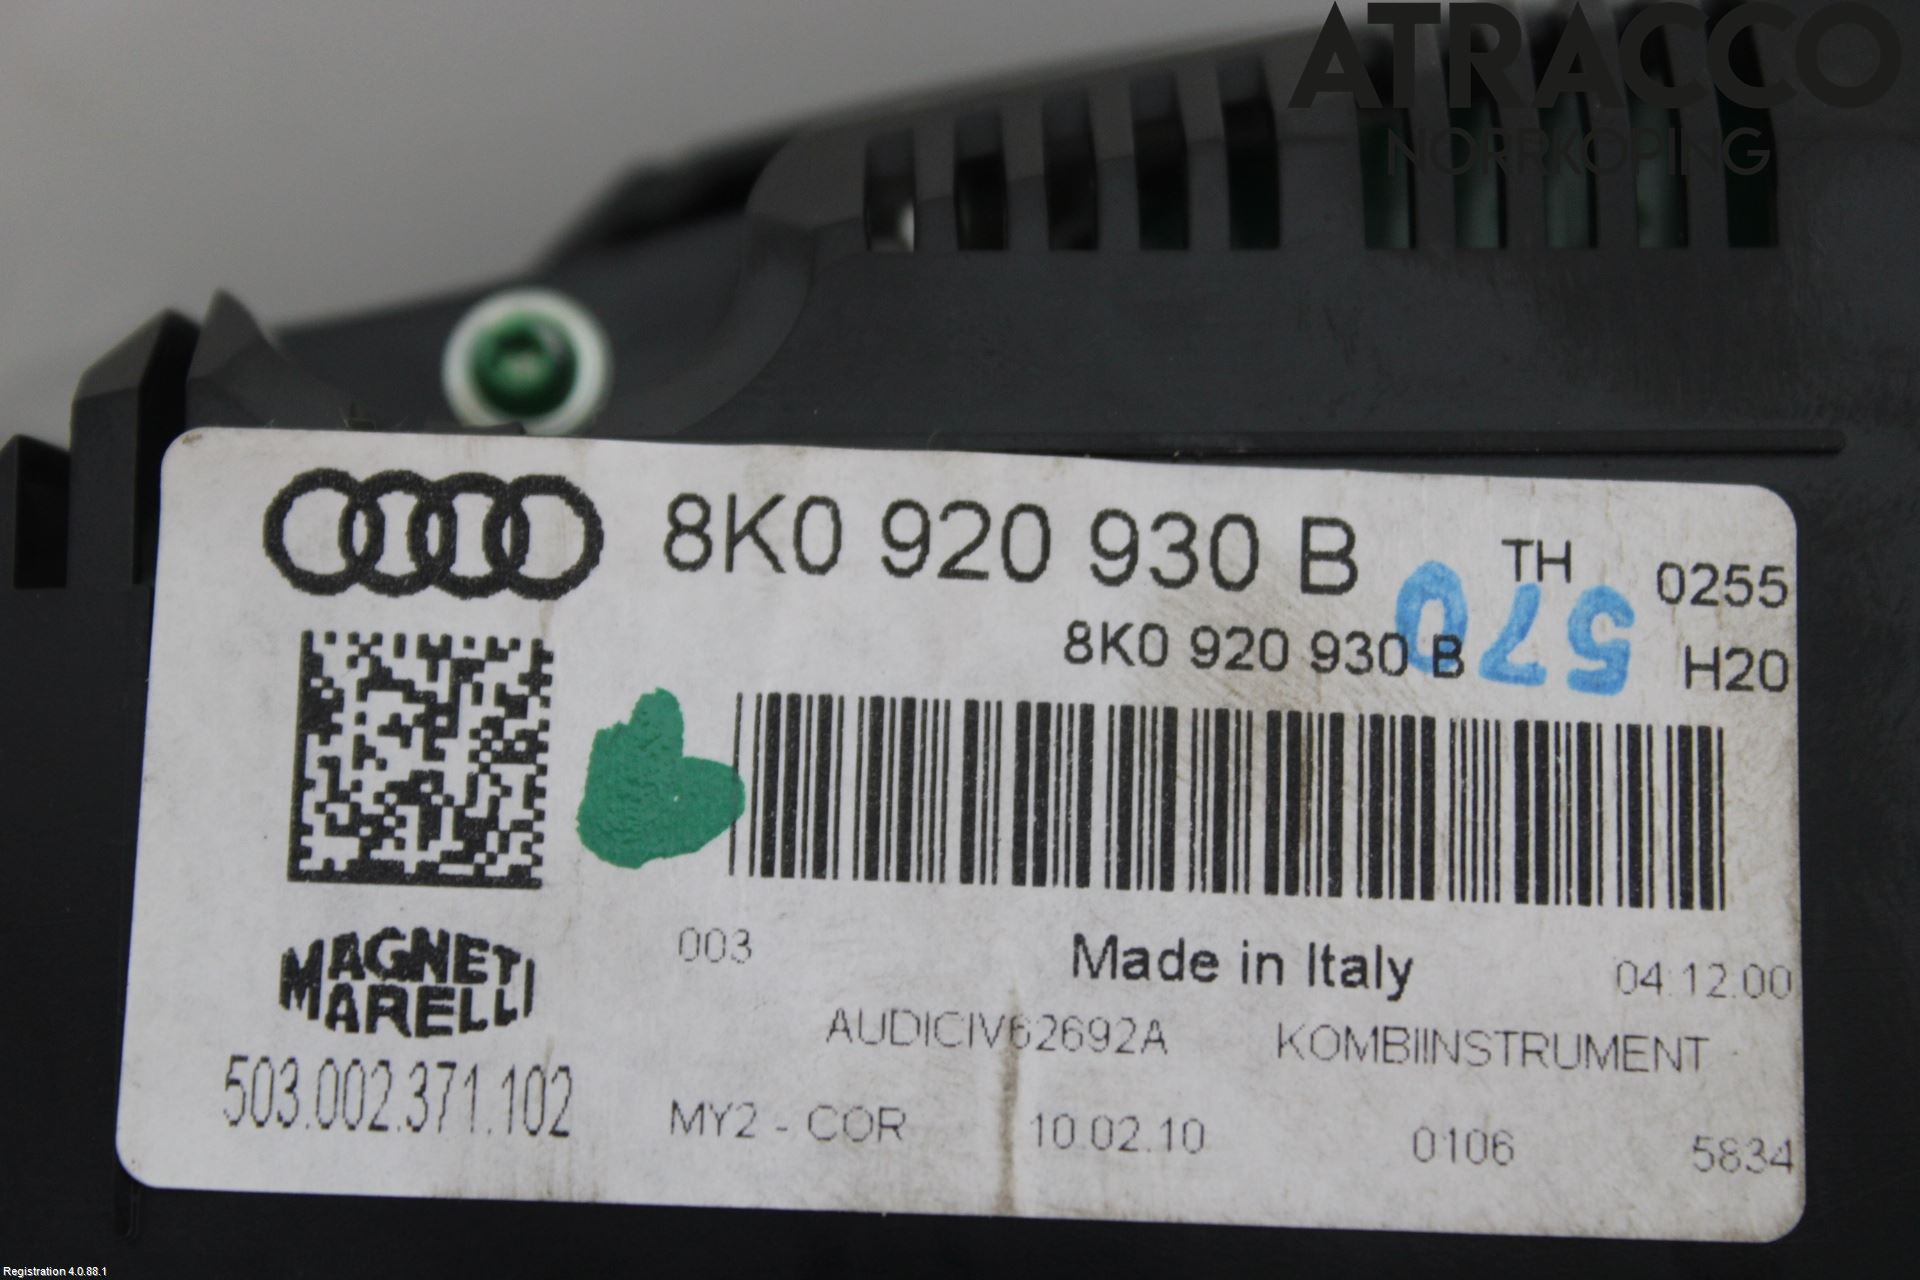 ATRACCO
NORRKÖPING
8K0 920 930 B
TH
0255
570
8K0 920 930 B
H20
003
Made in Italy
04.12.00
MAGNETI
MARELLI
AUDICIV62692A
KOMBIINSTRUMENT
503.002.371.102
MY2 - COR
10.02.10
0106
5834
Registration 4.0.88.1